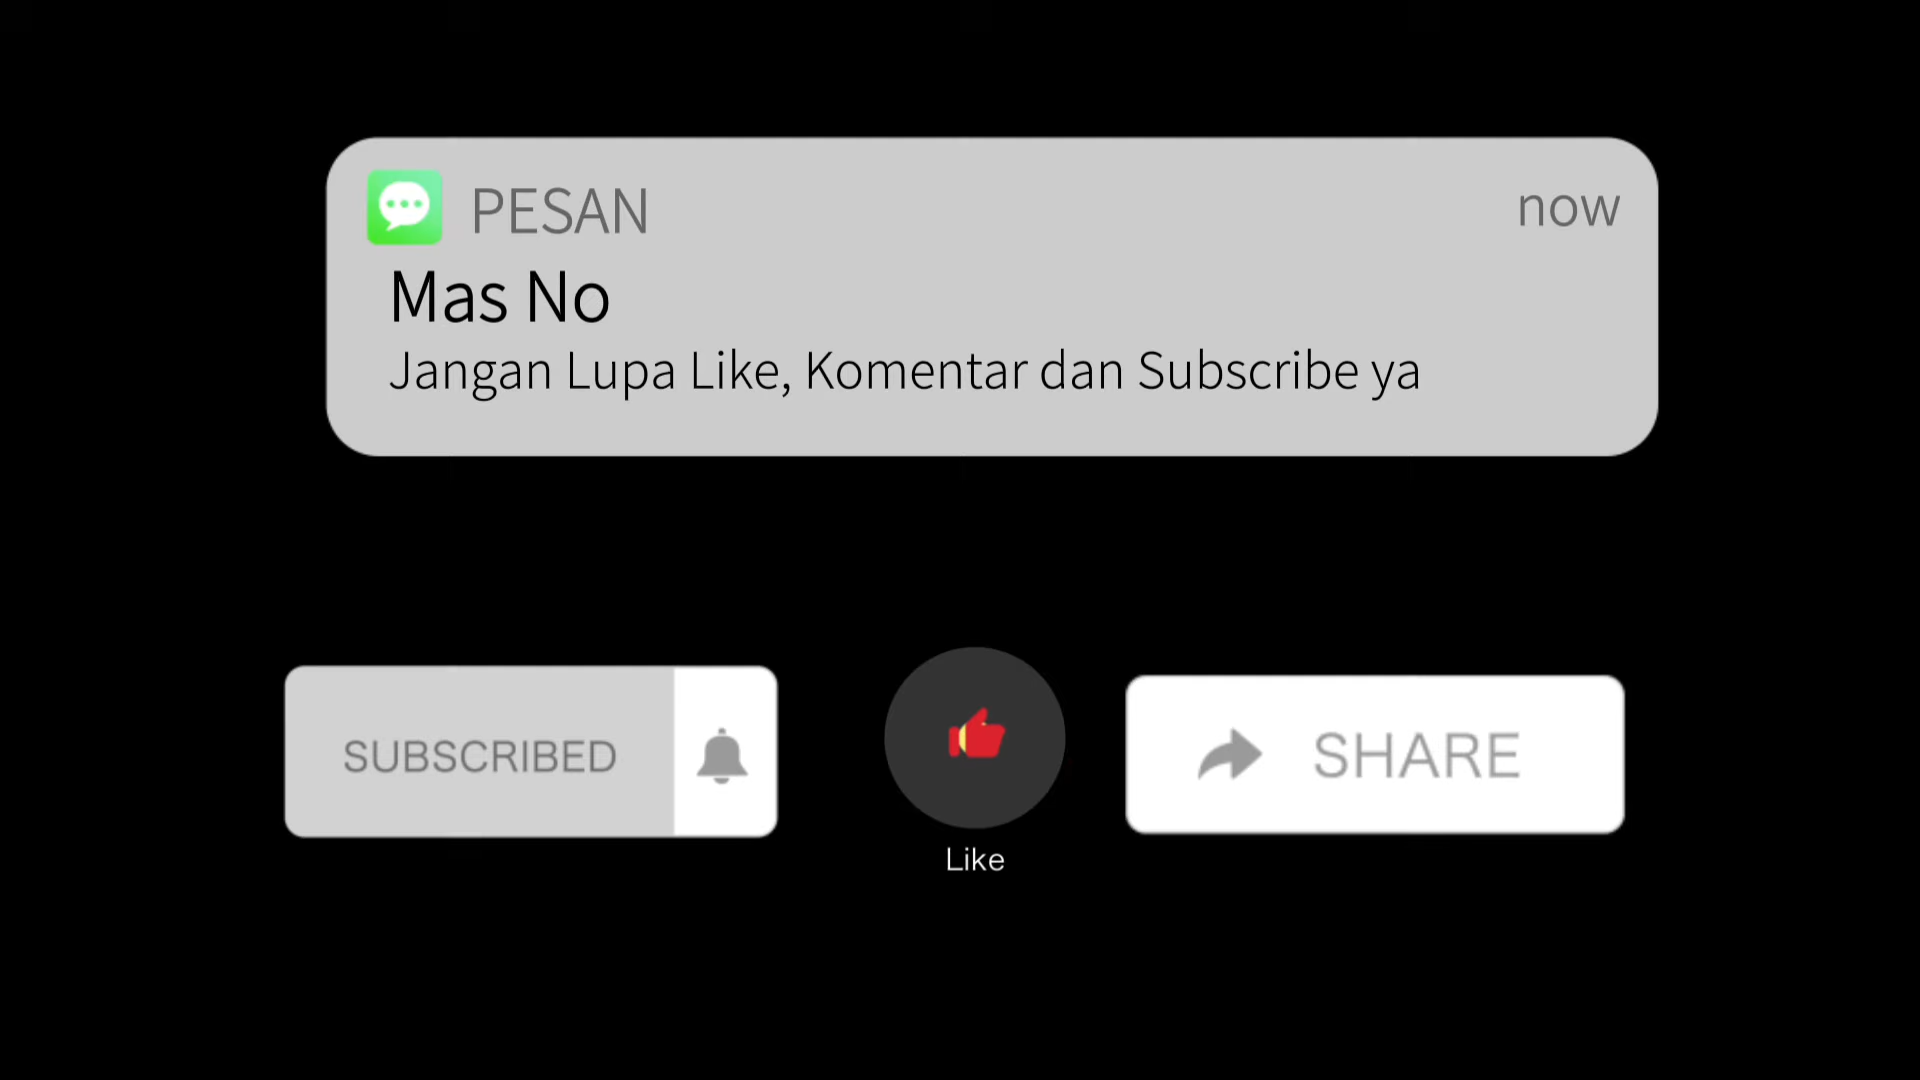 PESAN
now
Mas No
Jangan Lupa Like, Komentar dan Subscribe ya
SUBSCRIBED
SHARE
Like